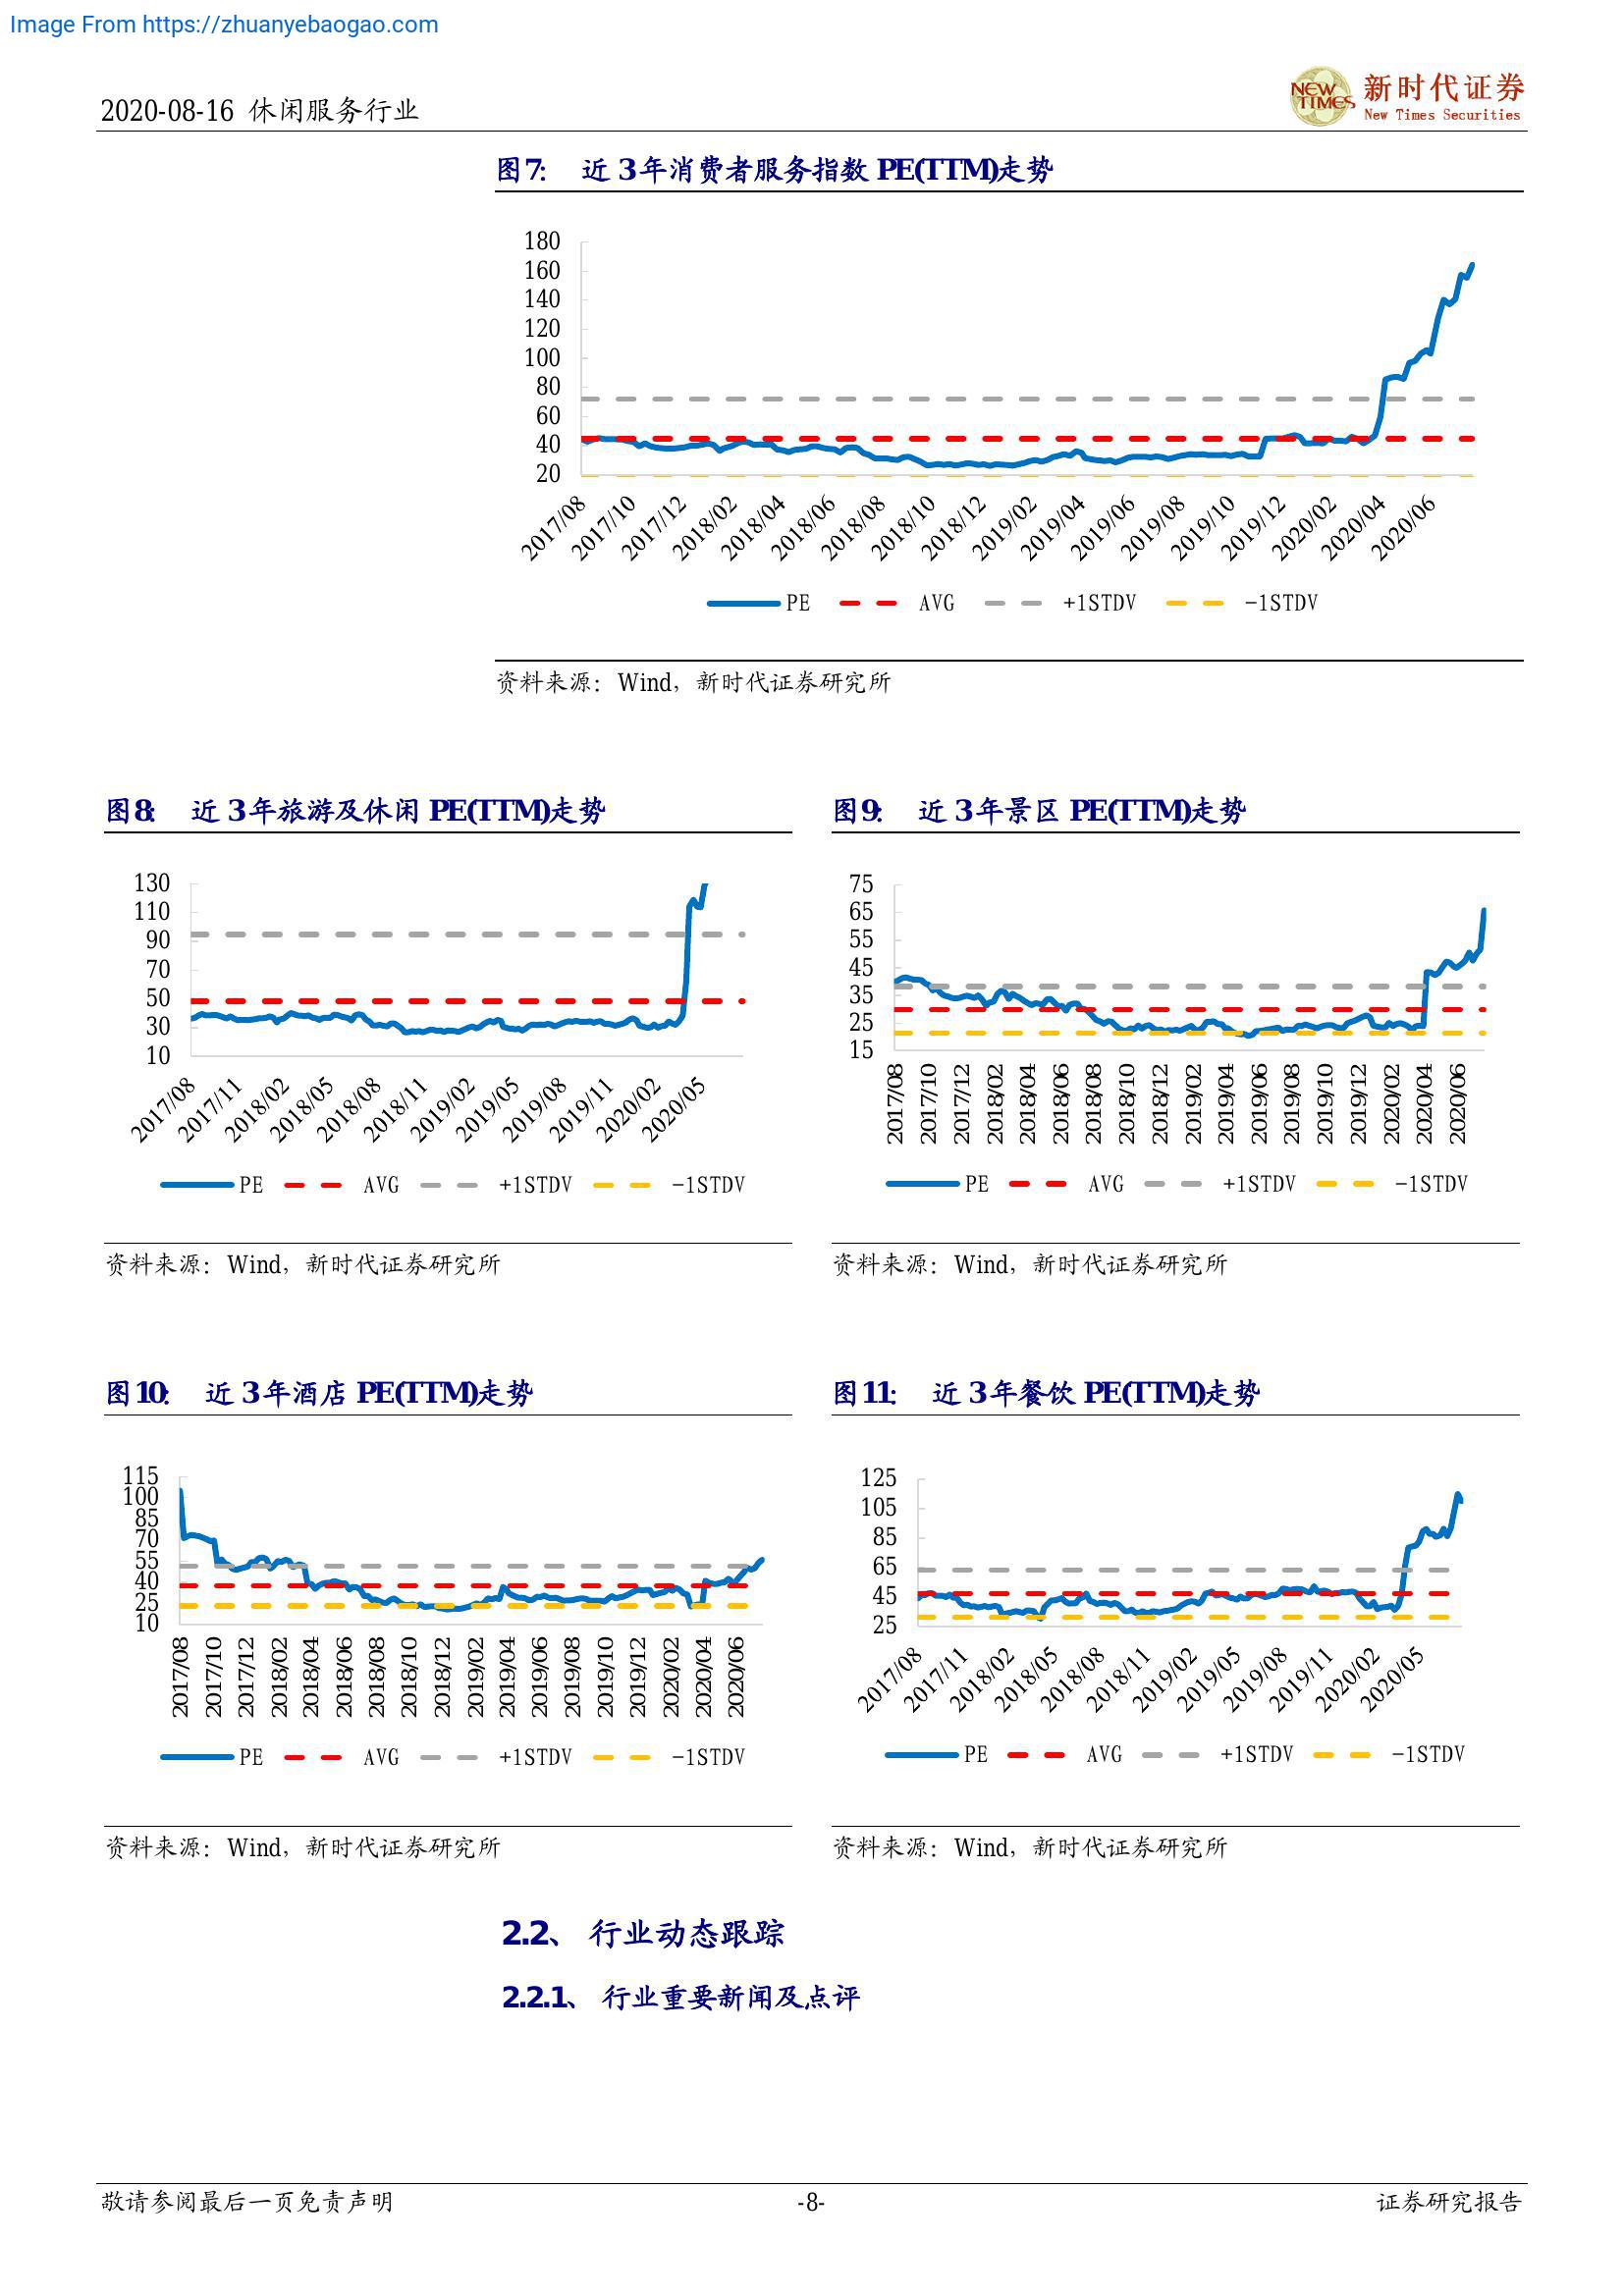 Image From https://zhuanyebaogao.com
2020-08-16 休闲服务行业
NEW TIMES
新时代证券
New Times Securities
图7: 近 3 年消费者服务指数 PE(TTM)走势
180
160
140
120
100
80
60
40
20
2017/08 2017/10 2017/12 2018/02 2018/04 2018/06 2018/08 2018/10 2018/12 2019/02 2019/04 2019/06 2019/08 2019/10 2019/12 2020/02 2020/04 2020/06
PE AVG +1STDV -1STDV
资料来源：Wind，新时代证券研究所
图8: 近 3 年旅游及休闲 PE(TTM)走势
130
110
90
70
50
30
10
2017/08 2017/11 2018/02 2018/05 2018/08 2018/11 2019/02 2019/05 2019/08 2019/11 2020/02 2020/05
PE AVG +1STDV -1STDV
资料来源：Wind，新时代证券研究所
图9: 近 3 年景区 PE(TTM)走势
75
65
55
45
35
25
15
2017/08 2017/10 2017/12 2018/02 2018/04 2018/06 2018/08 2018/10 2018/12 2019/02 2019/04 2019/06 2019/08 2019/10 2019/12 2020/02 2020/04 2020/06
PE AVG +1STDV -1STDV
资料来源：Wind，新时代证券研究所
图10: 近 3 年酒店 PE(TTM)走势
115
100
85
70
55
40
25
10
2017/08 2017/10 2017/12 2018/02 2018/04 2018/06 2018/08 2018/10 2018/12 2019/02 2019/04 2019/06 2019/08 2019/10 2019/12 2020/02 2020/04 2020/06
PE AVG +1STDV -1STDV
资料来源：Wind，新时代证券研究所
图11: 近 3 年餐饮 PE(TTM)走势
125
105
85
65
45
25
2017/08 2017/11 2018/02 2018/05 2018/08 2018/11 2019/02 2019/05 2019/08 2019/11 2020/02 2020/05
PE AVG +1STDV -1STDV
资料来源：Wind，新时代证券研究所
2.2、 行业动态跟踪
2.2.1、 行业重要新闻及点评
敬请参阅最后一页免责声明
-8-
证券研究报告